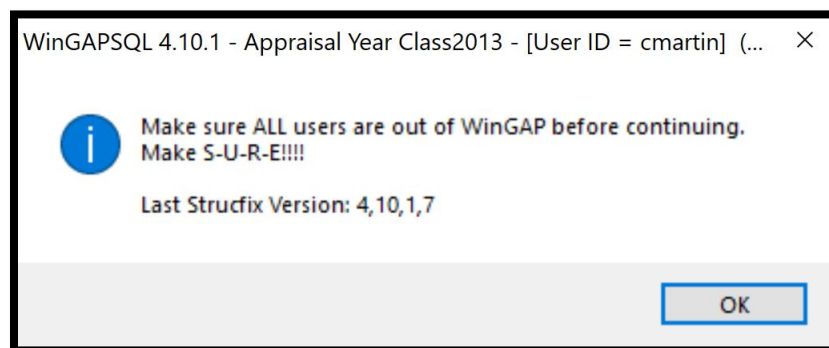 WinGAPSQL 4.10.1 - Appraisal Year Class2013 - [User ID = cmartin] (...
Make sure ALL users are out of WinGAP before continuing.
Make S-U-R-E!!!!
Last Strucfix Version: 4,10,1,7
OK